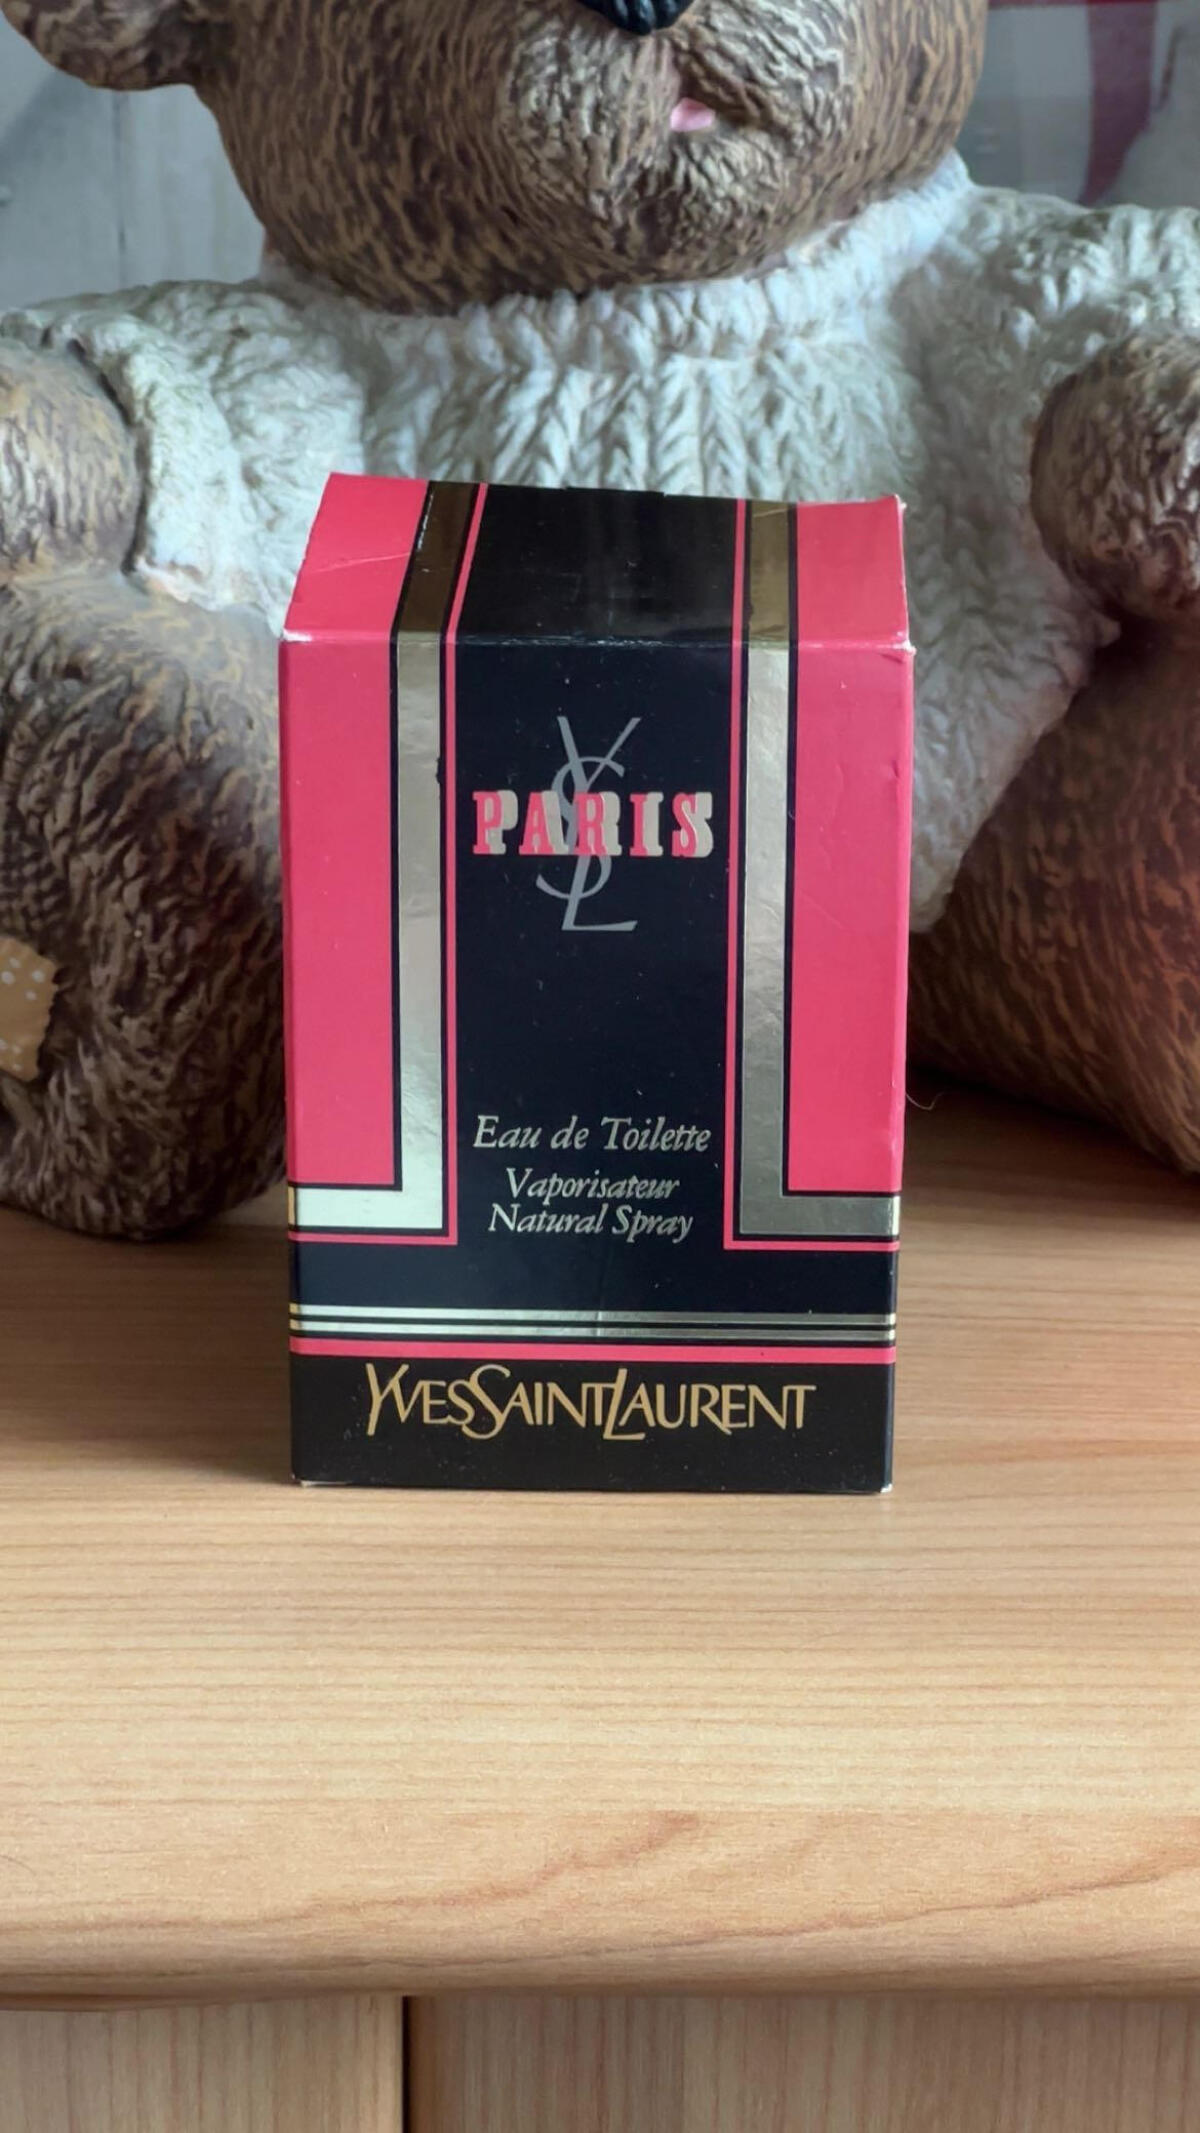 YSL
PARIS
Eau de Toilette
Vaporisateur
Natural Spray
YVESSAINTLAURENT